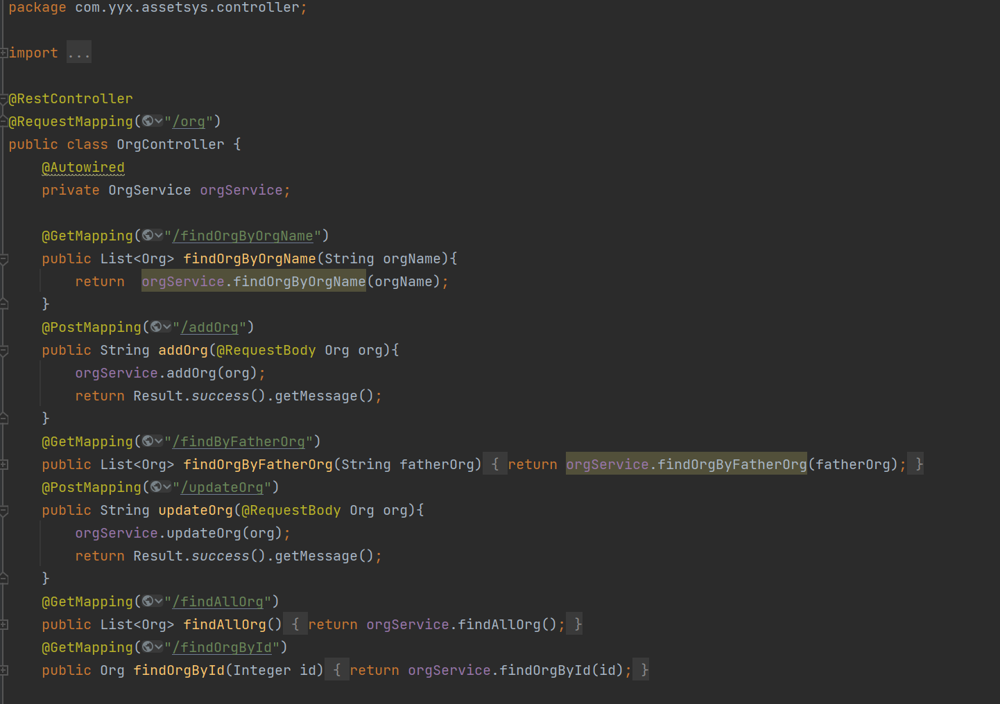 package com.yyx.assetsys.controller;
import ...
@RestController
@RequestMapping("/org")
public class OrgController {
    @Autowired
    private OrgService orgService;
    @GetMapping("/findOrgByOrgName")
    public List<Org> findOrgByOrgName(String orgName){
        return  orgService.findOrgByOrgName(orgName);
    }
    @PostMapping("/addOrg")
    public String addOrg(@RequestBody Org org){
        orgService.addOrg(org);
        return Result.success().getMessage();
    }
    @GetMapping("/findByFatherOrg")
    public List<Org> findOrgByFatherOrg(String fatherOrg) { return orgService.findOrgByFatherOrg(fatherOrg); }
    @PostMapping("/updateOrg")
    public String updateOrg(@RequestBody Org org){
        orgService.updateOrg(org);
        return Result.success().getMessage();
    }
    @GetMapping("/findAllOrg")
    public List<Org> findAllOrg() { return orgService.findAllOrg(); }
    @GetMapping("/findOrgById")
    public Org findOrgById(Integer id) { return orgService.findOrgById(id); }